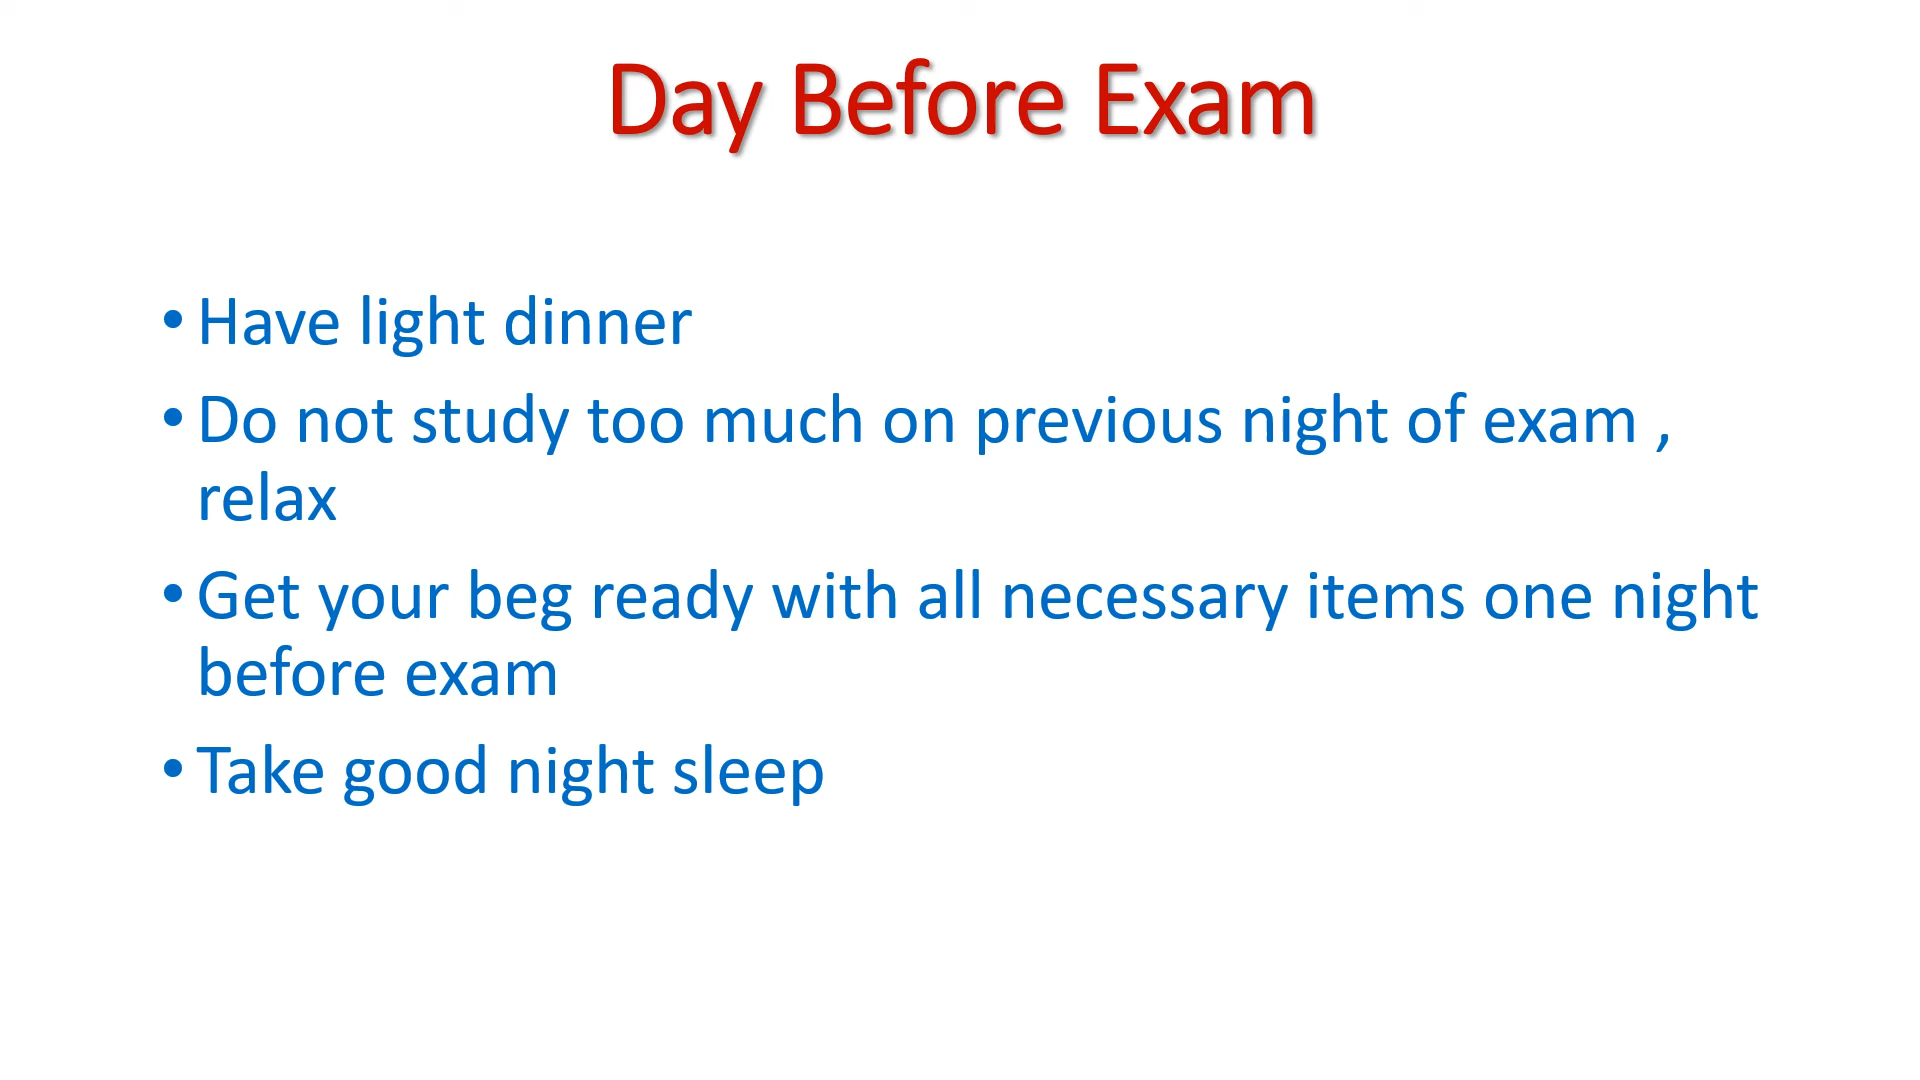 Day Before Exam
• Have light dinner
• Do not study too much on previous night of exam ,
relax
• Get your beg ready with all necessary items one night
before exam
• Take good night sleep